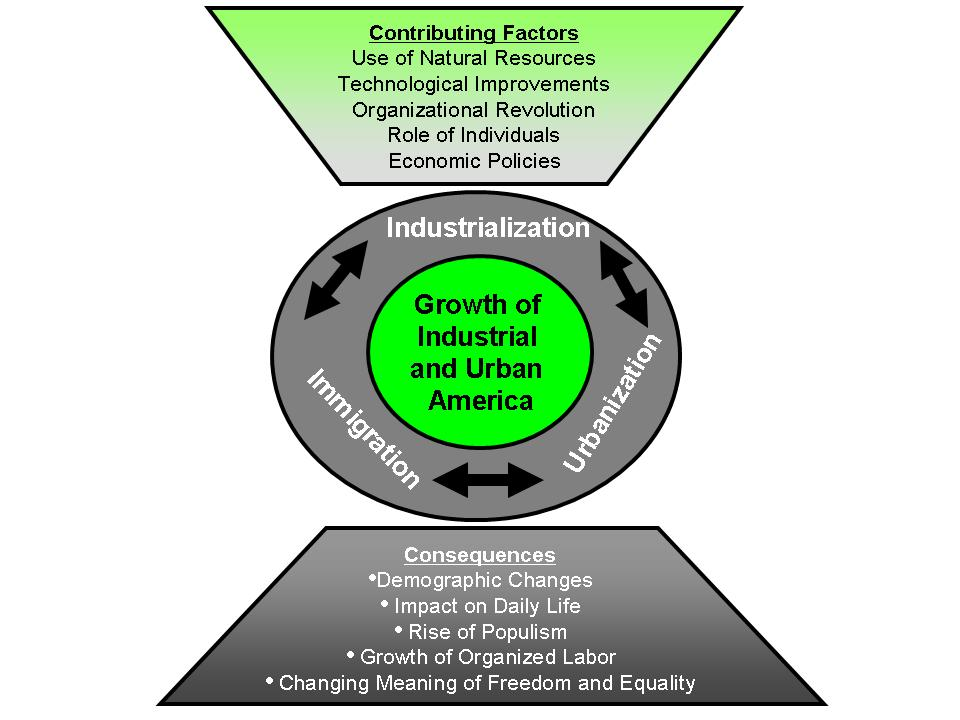 Contributing Factors
Use of Natural Resources
Technological Improvements
Organizational Revolution
Role of Individuals
Economic Policies
Industrialization
Growth of
Industrial
and Urban
America
Immigration
Urbanization
Consequences
•Demographic Changes
• Impact on Daily Life
• Rise of Populism
• Growth of Organized Labor
• Changing Meaning of Freedom and Equality